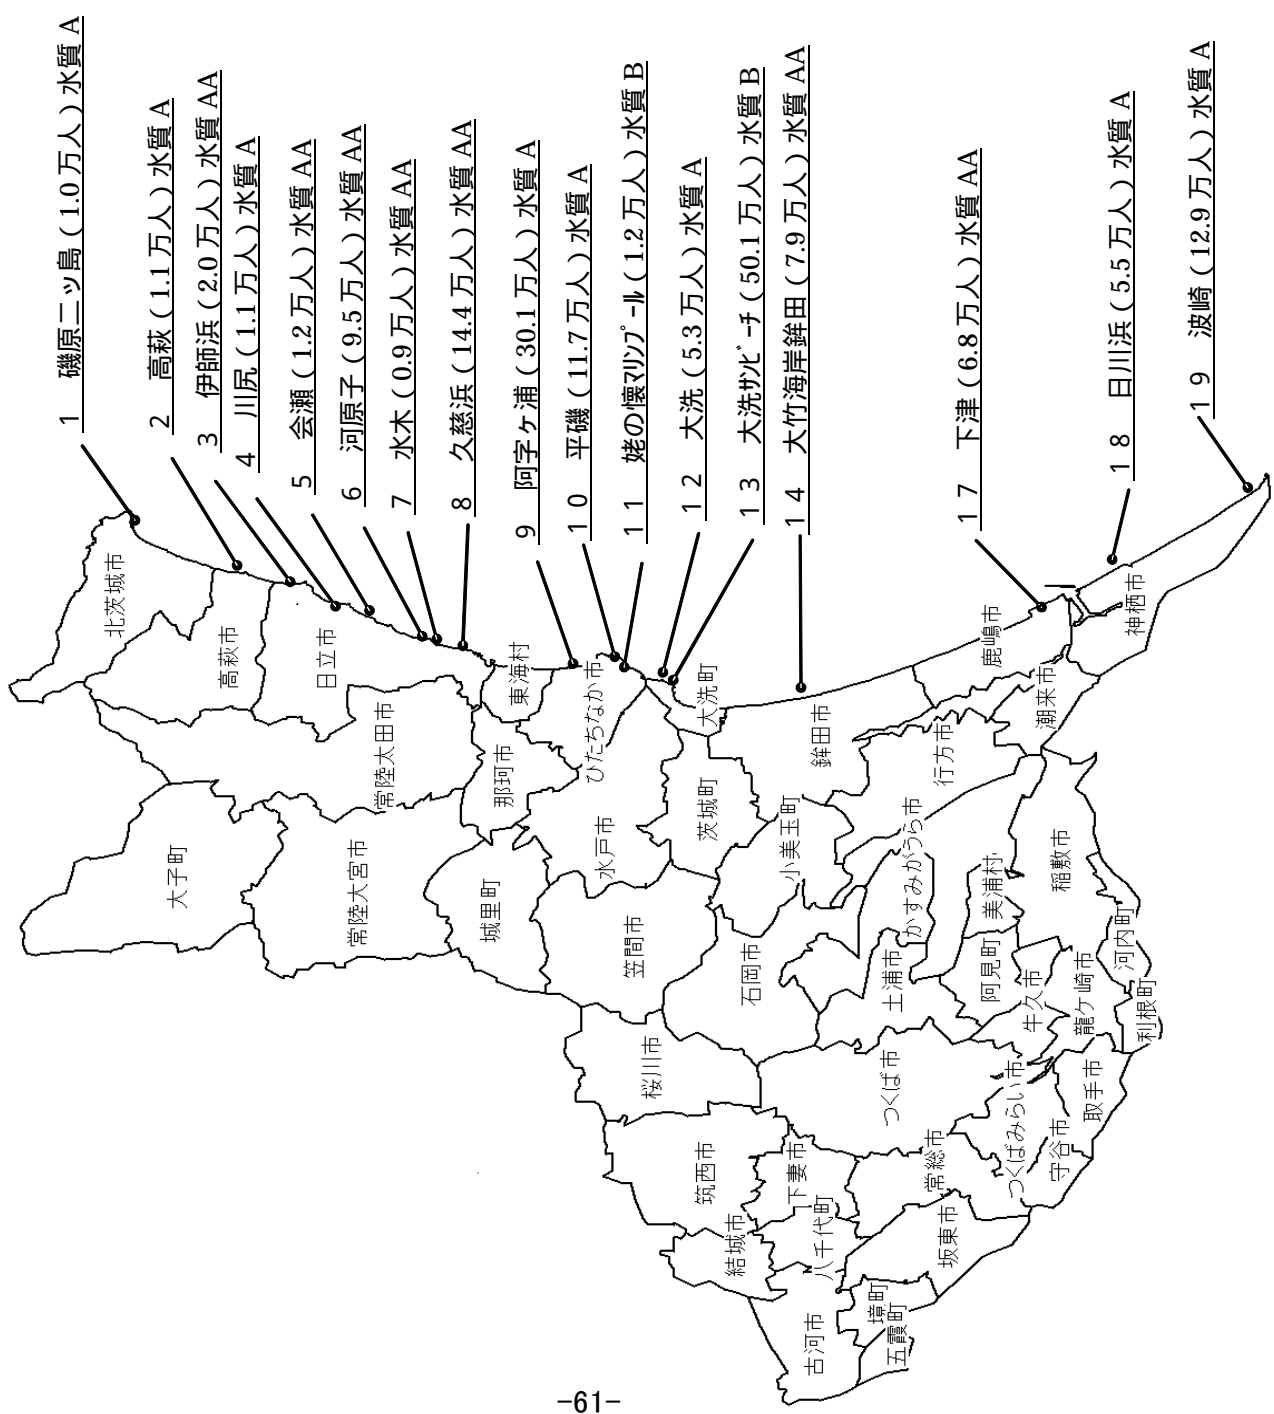 1 磯原二ッ島(1.0万人)水質A
2 高萩(1.1万人)水質A
3 伊師浜(2.0万人)水質AA
4 川尻(1.1万人)水質A
5 会瀬(1.2万人)水質AA
6 河原子(9.5万人)水質AA
7 水木(0.9万人)水質AA
8 久慈浜(14.4万人)水質AA
9 阿字ヶ浦(30.1万人)水質A
10 平磯(11.7万人)水質A
11 姥の懐マリンプール(1.2万人)水質B
12 大洗(5.3万人)水質A
13 大洗サンビーチ(50.1万人)水質B
14 大竹海岸鉾田(7.9万人)水質AA
17 下津(6.8万人)水質AA
18 日川浜(5.5万人)水質A
19 波崎(12.9万人)水質A
北茨城市
高萩市
日立市
東海村
ひたちなか市
大洗町
鹿嶋市
神栖市
常陸太田市
那珂市
茨城町
鉾田市
行方市
潮来市
大子町
常陸大宮市
城里町
水戸市
小美玉町
かすみがうら市
美浦村
稲敷市
笠間市
石岡市
土浦市
阿見町
牛久市
龍ケ崎市
河内町
利根町
桜川市
つくば市
つくばみらい市
取手市
守谷市
筑西市
下妻市
常総市
結城市
八千代町
坂東市
古河市
境町
五霞町
-61-